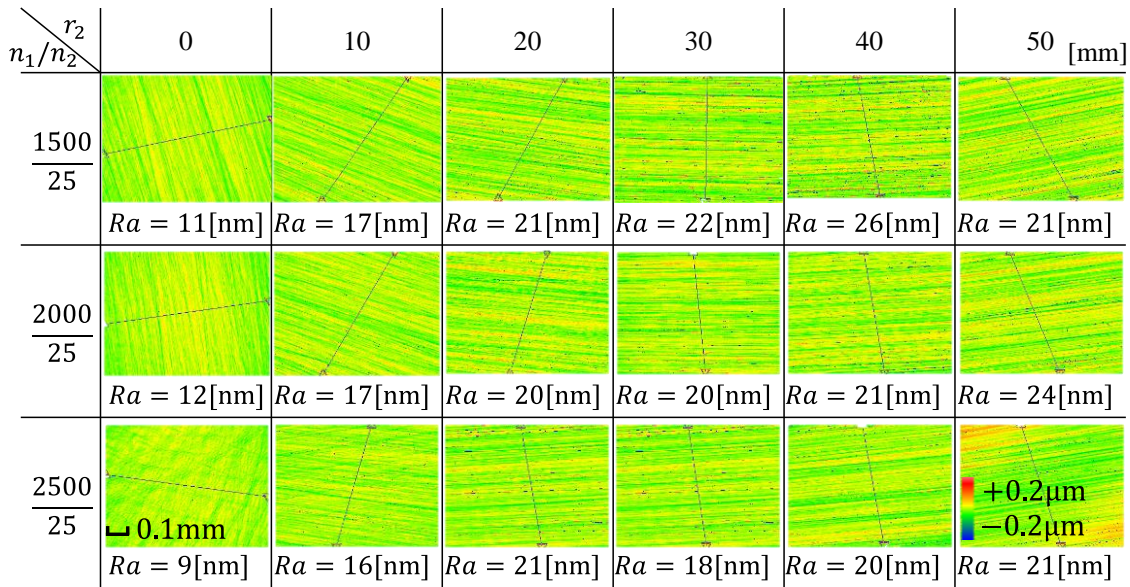 r₂
n₁/n₂
0
10
20
30
40
50 [mm]
1500
25
Ra = 11[nm]
Ra = 17[nm]
Ra = 21[nm]
Ra = 22[nm]
Ra = 26[nm]
Ra = 21[nm]
2000
25
Ra = 12[nm]
Ra = 17[nm]
Ra = 20[nm]
Ra = 20[nm]
Ra = 21[nm]
Ra = 24[nm]
2500
25
0.1mm
+0.2μm
−0.2μm
Ra = 9[nm]
Ra = 16[nm]
Ra = 21[nm]
Ra = 18[nm]
Ra = 20[nm]
Ra = 21[nm]